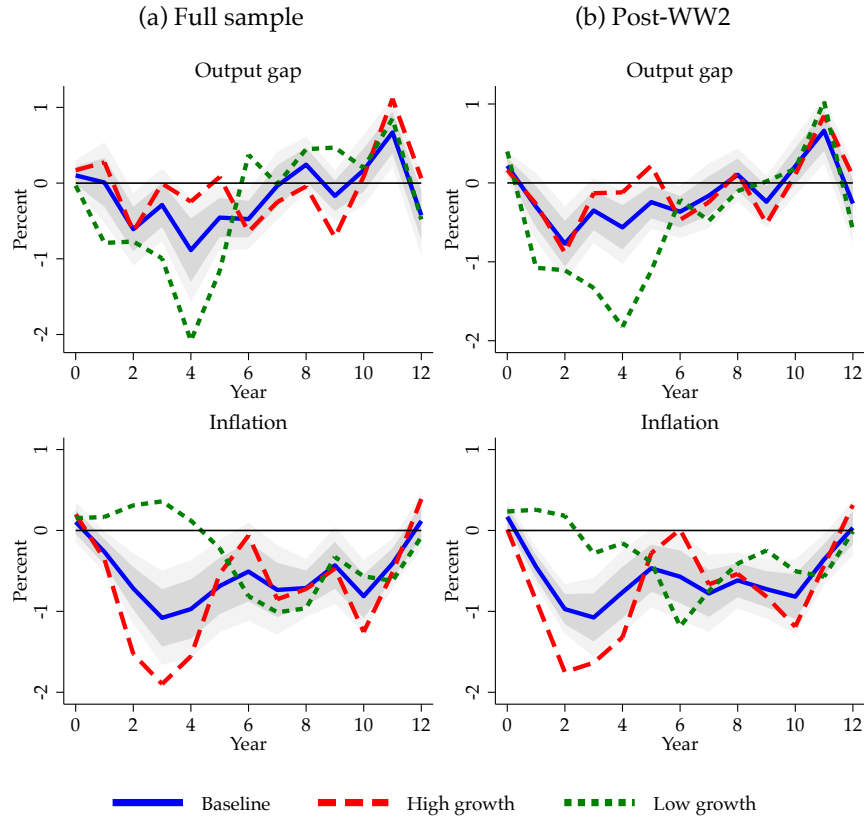 (a) Full sample
(b) Post-WW2
Output gap
Percent
1
0
-1
-2
0 2 4 6 8 10 12
Year
Output gap
Percent
1
0
-1
-2
0 2 4 6 8 10 12
Year
Inflation
Percent
1
0
-1
-2
0 2 4 6 8 10 12
Year
Inflation
Percent
1
0
-1
-2
0 2 4 6 8 10 12
Year
Baseline High growth Low growth